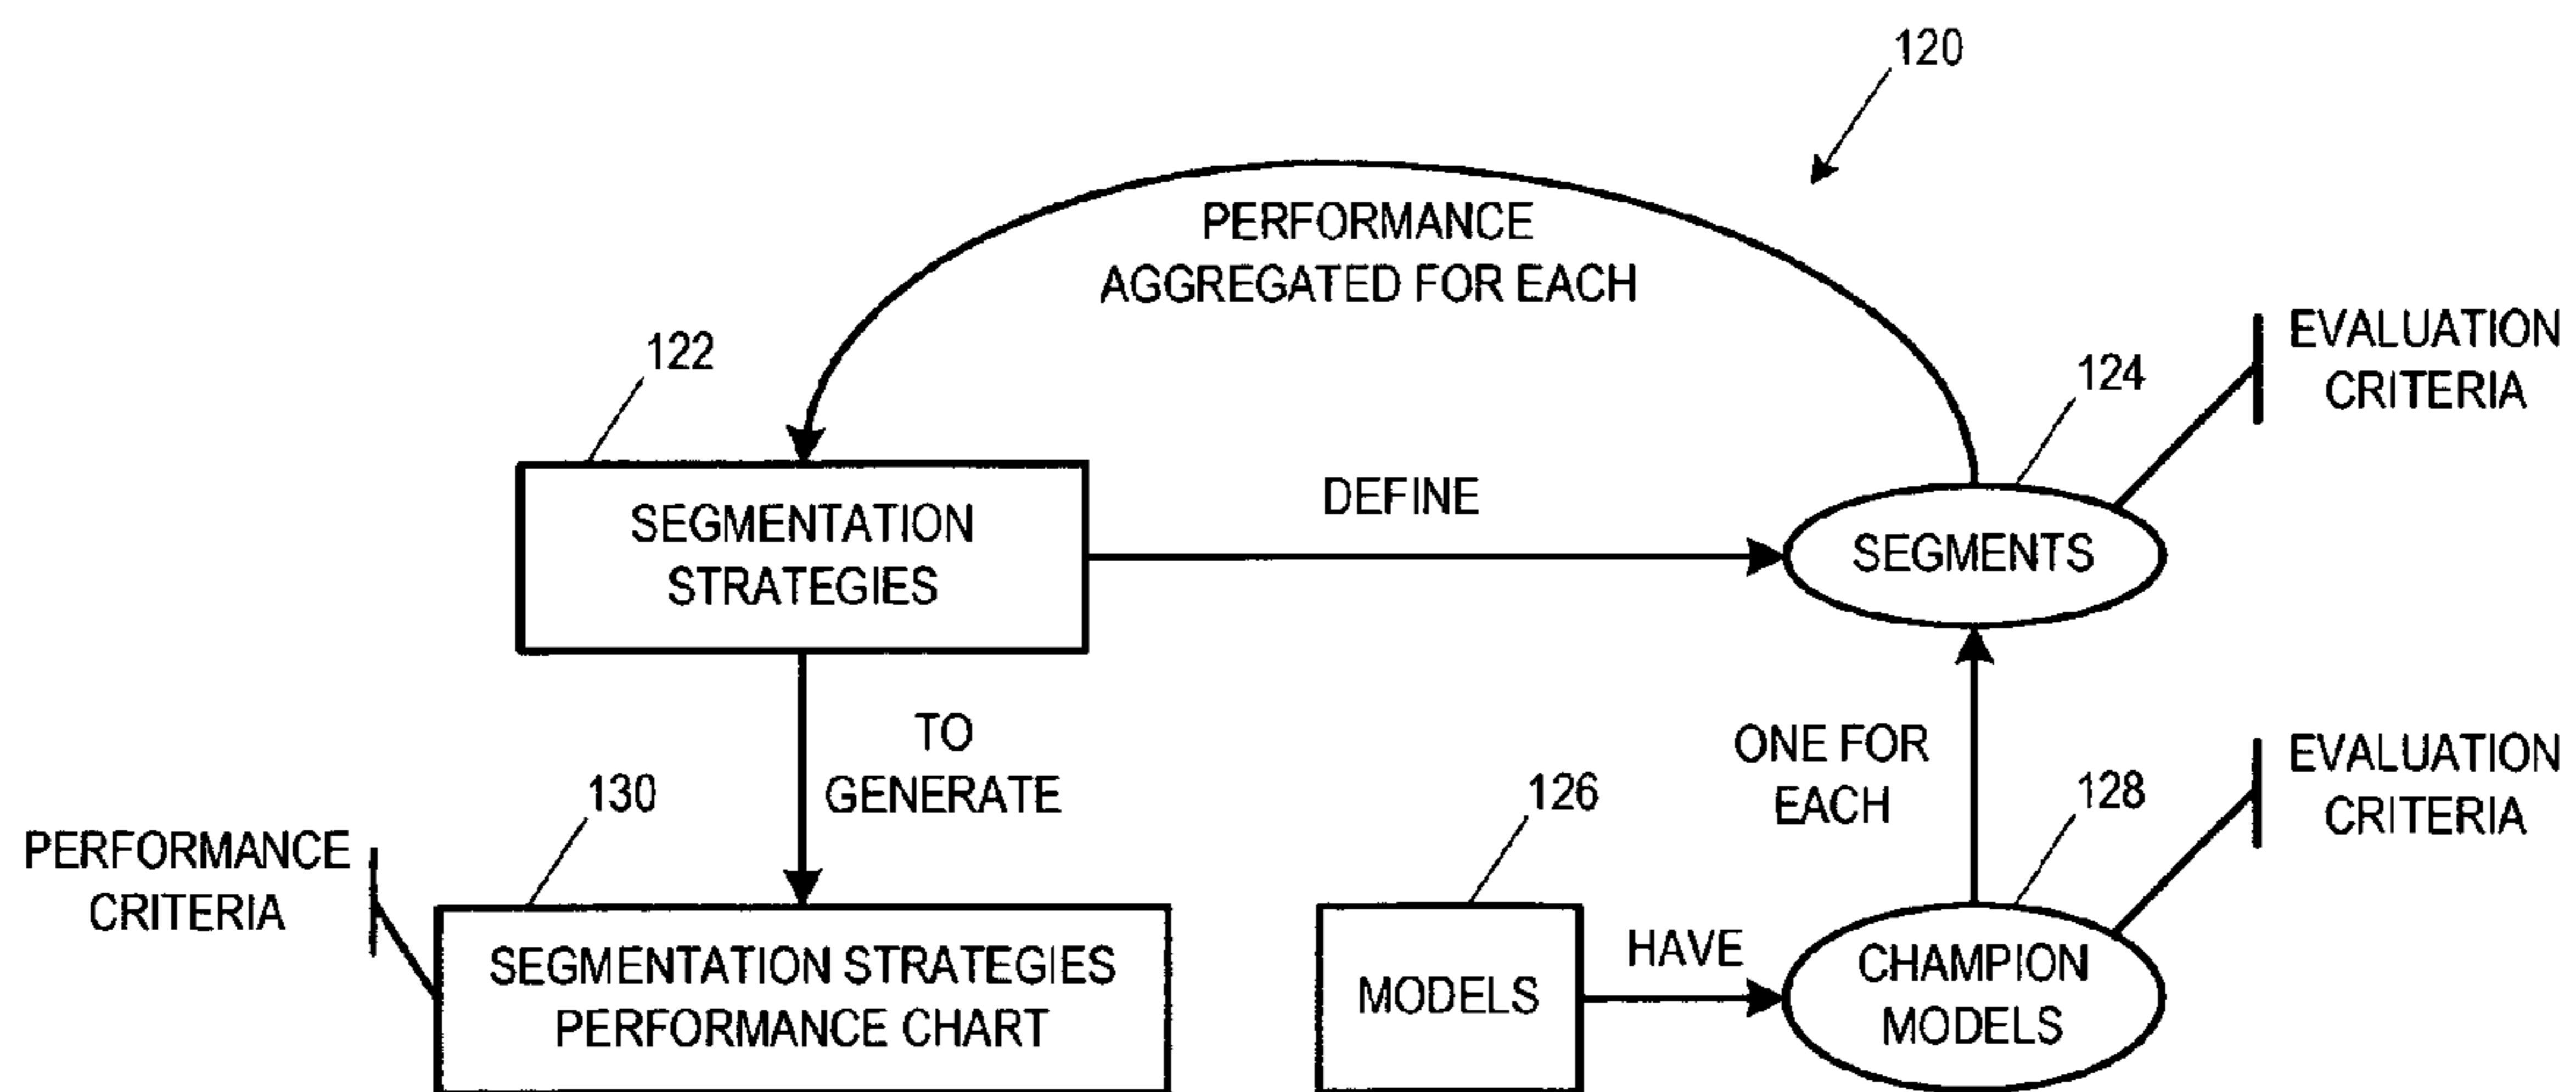 120
PERFORMANCE
AGGREGATED FOR EACH
122
124
EVALUATION
CRITERIA
SEGMENTATION
STRATEGIES
DEFINE
SEGMENTS
TO
GENERATE
ONE FOR
EACH
EVALUATION
CRITERIA
130
126
128
PERFORMANCE
CRITERIA
SEGMENTATION STRATEGIES
PERFORMANCE CHART
MODELS
HAVE
CHAMPION
MODELS